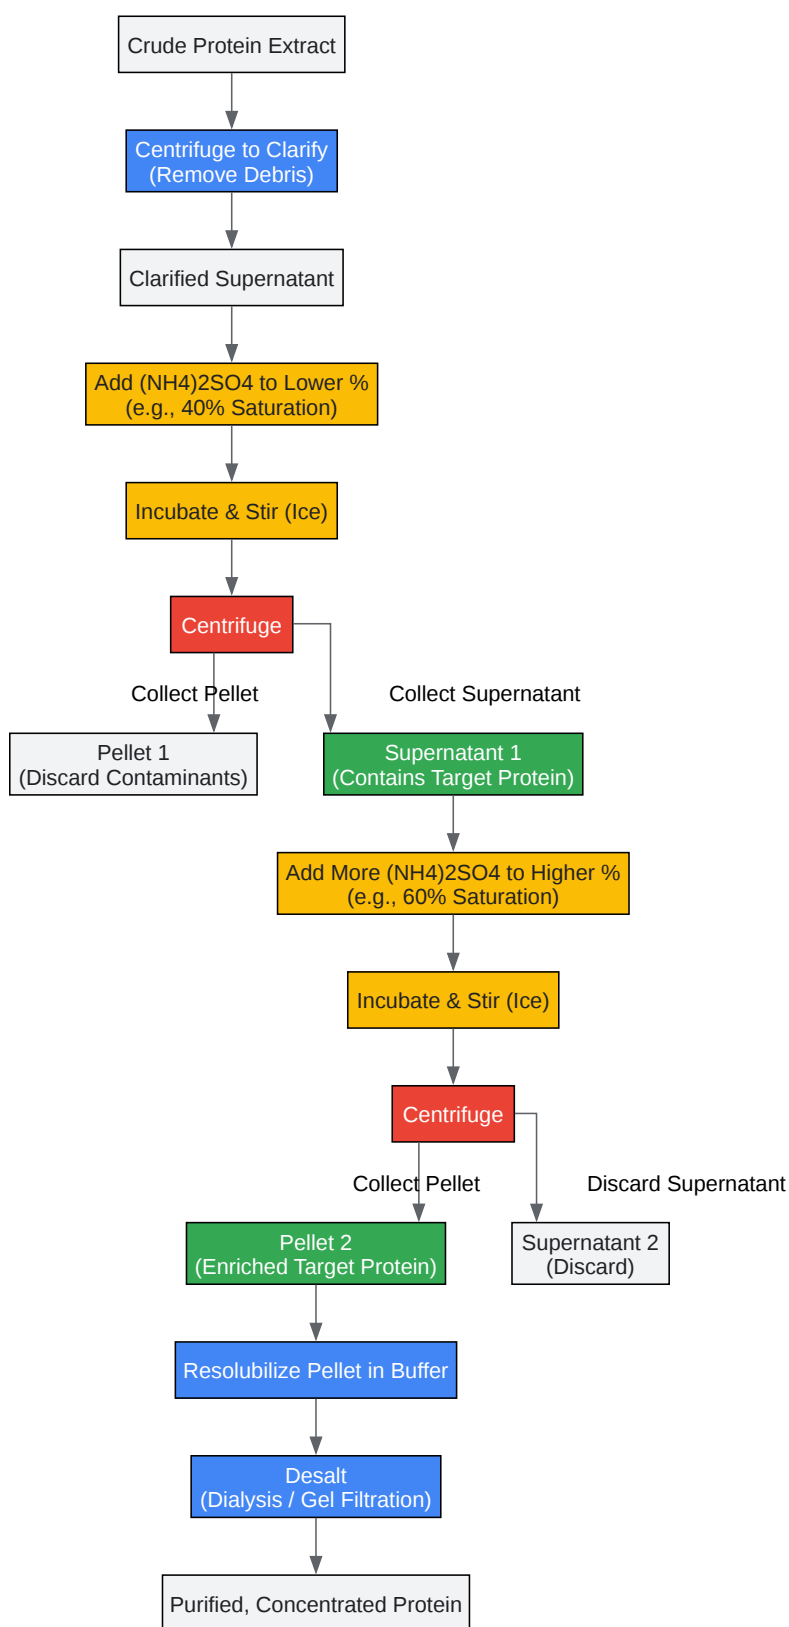 Crude Protein Extract
Centrifuge to Clarify
(Remove Debris)
Clarified Supernatant
Add (NH4)2SO4 to Lower %
(e.g., 40% Saturation)
Incubate & Stir (Ice)
Centrifuge
Collect Pellet
Collect Supernatant
Pellet 1
(Discard Contaminants)
Supernatant 1
(Contains Target Protein)
Add More (NH4)2SO4 to Higher %
(e.g., 60% Saturation)
Incubate & Stir (Ice)
Centrifuge
Collect Pellet
Discard Supernatant
Pellet 2
(Enriched Target Protein)
Supernatant 2
(Discard)
Resolubilize Pellet in Buffer
Desalt
(Dialysis / Gel Filtration)
Purified, Concentrated Protein